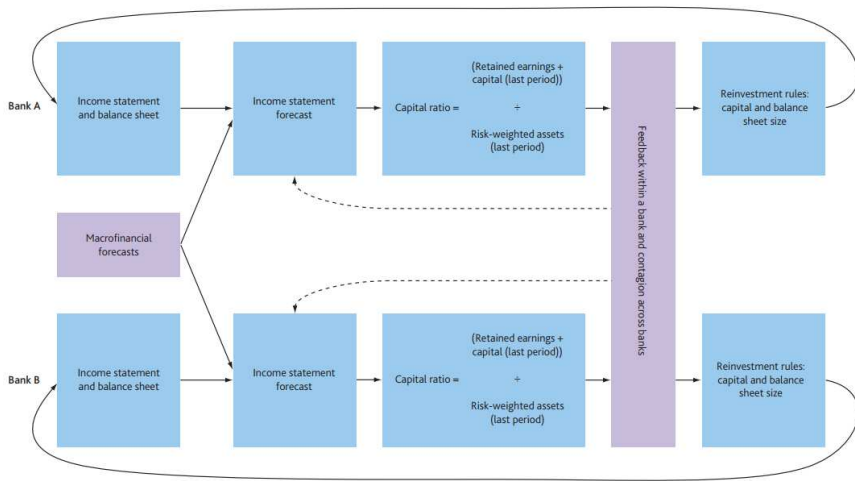 Bank A
Income statement
and balance sheet
Income statement
forecast
Capital ratio =
(Retained earnings +
capital (last period))
÷
Risk-weighted assets
(last period)
Feedback within a bank and contagion across banks
Reinvestment rules:
capital and balance
sheet size
Macrofinancial
forecasts
Bank B
Income statement
and balance sheet
Income statement
forecast
Capital ratio =
(Retained earnings +
capital (last period))
÷
Risk-weighted assets
(last period)
Reinvestment rules:
capital and balance
sheet size